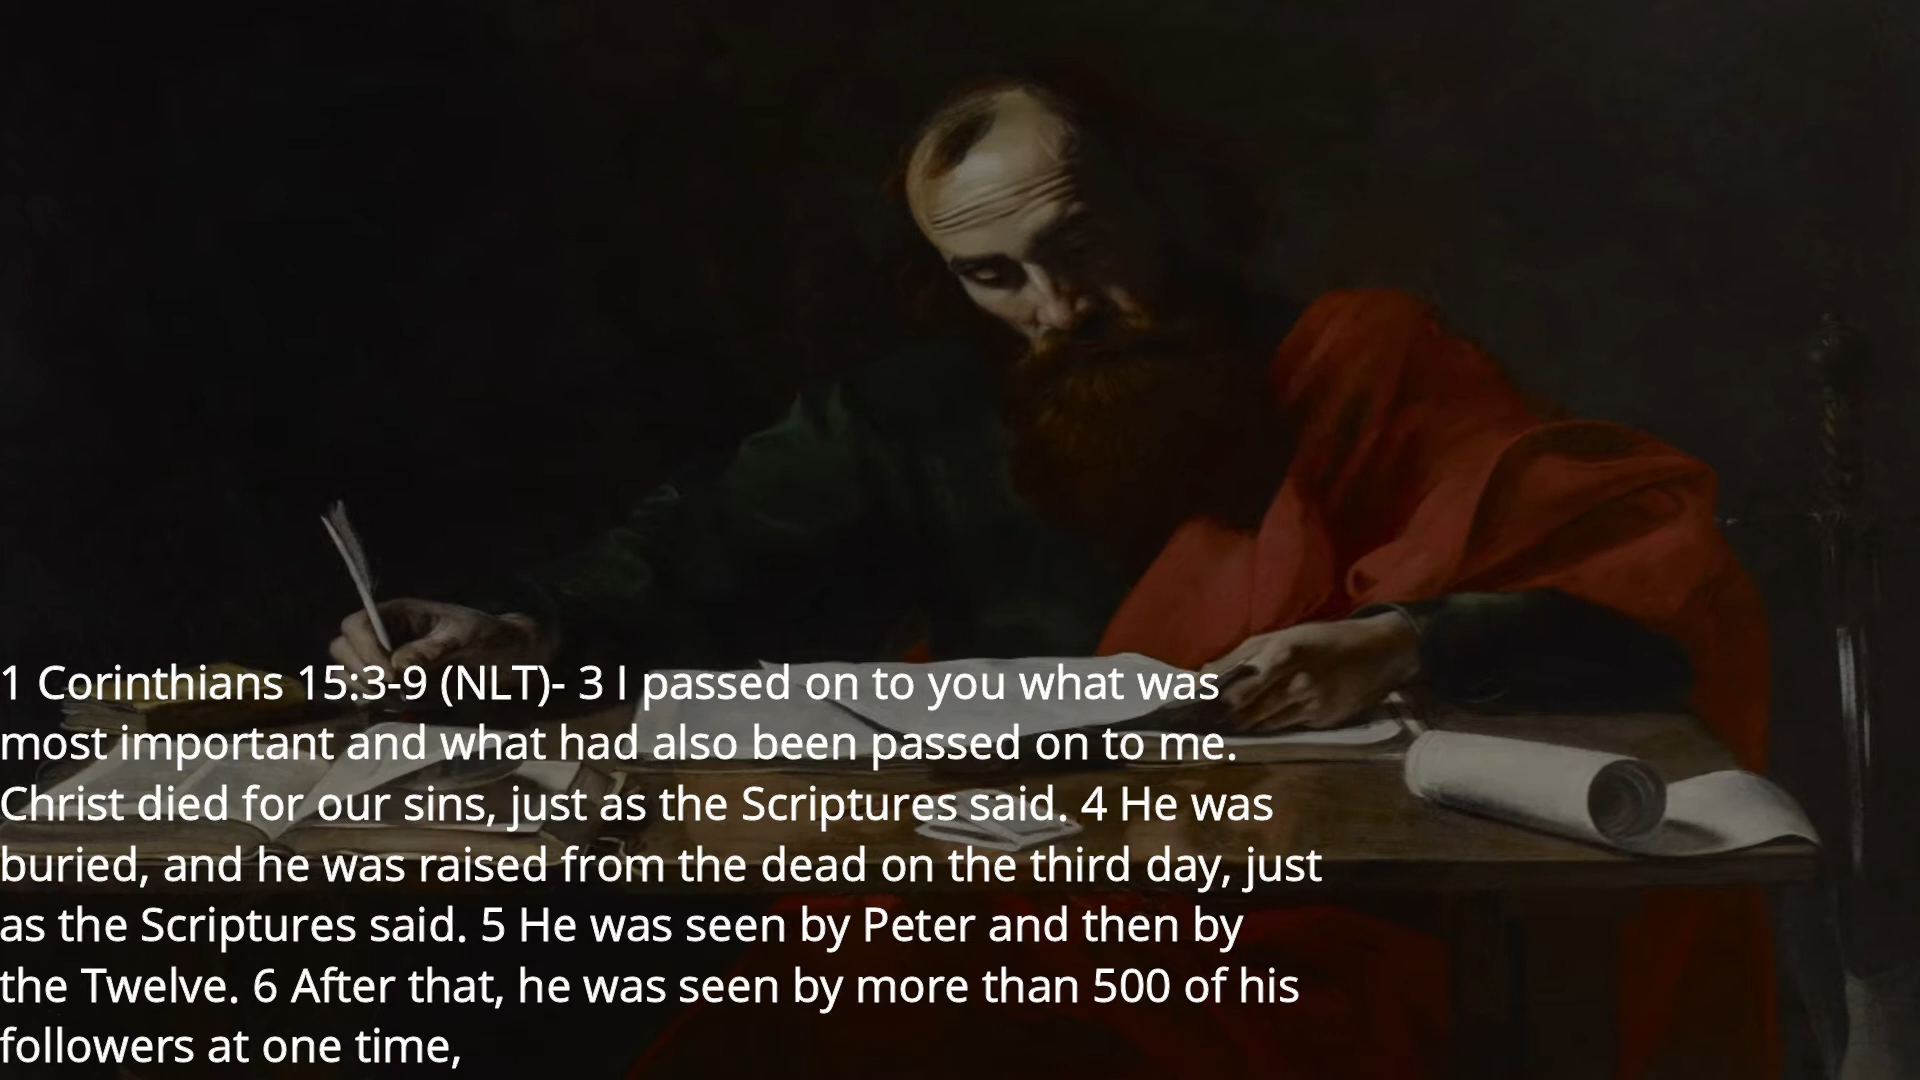 1 Corinthians 15:3-9 (NLT)- 3 I passed on to you what was
most important and what had also been passed on to me.
Christ died for our sins, just as the Scriptures said. 4 He was
buried, and he was raised from the dead on the third day, just
as the Scriptures said. 5 He was seen by Peter and then by
the Twelve. 6 After that, he was seen by more than 500 of his
followers at one time,